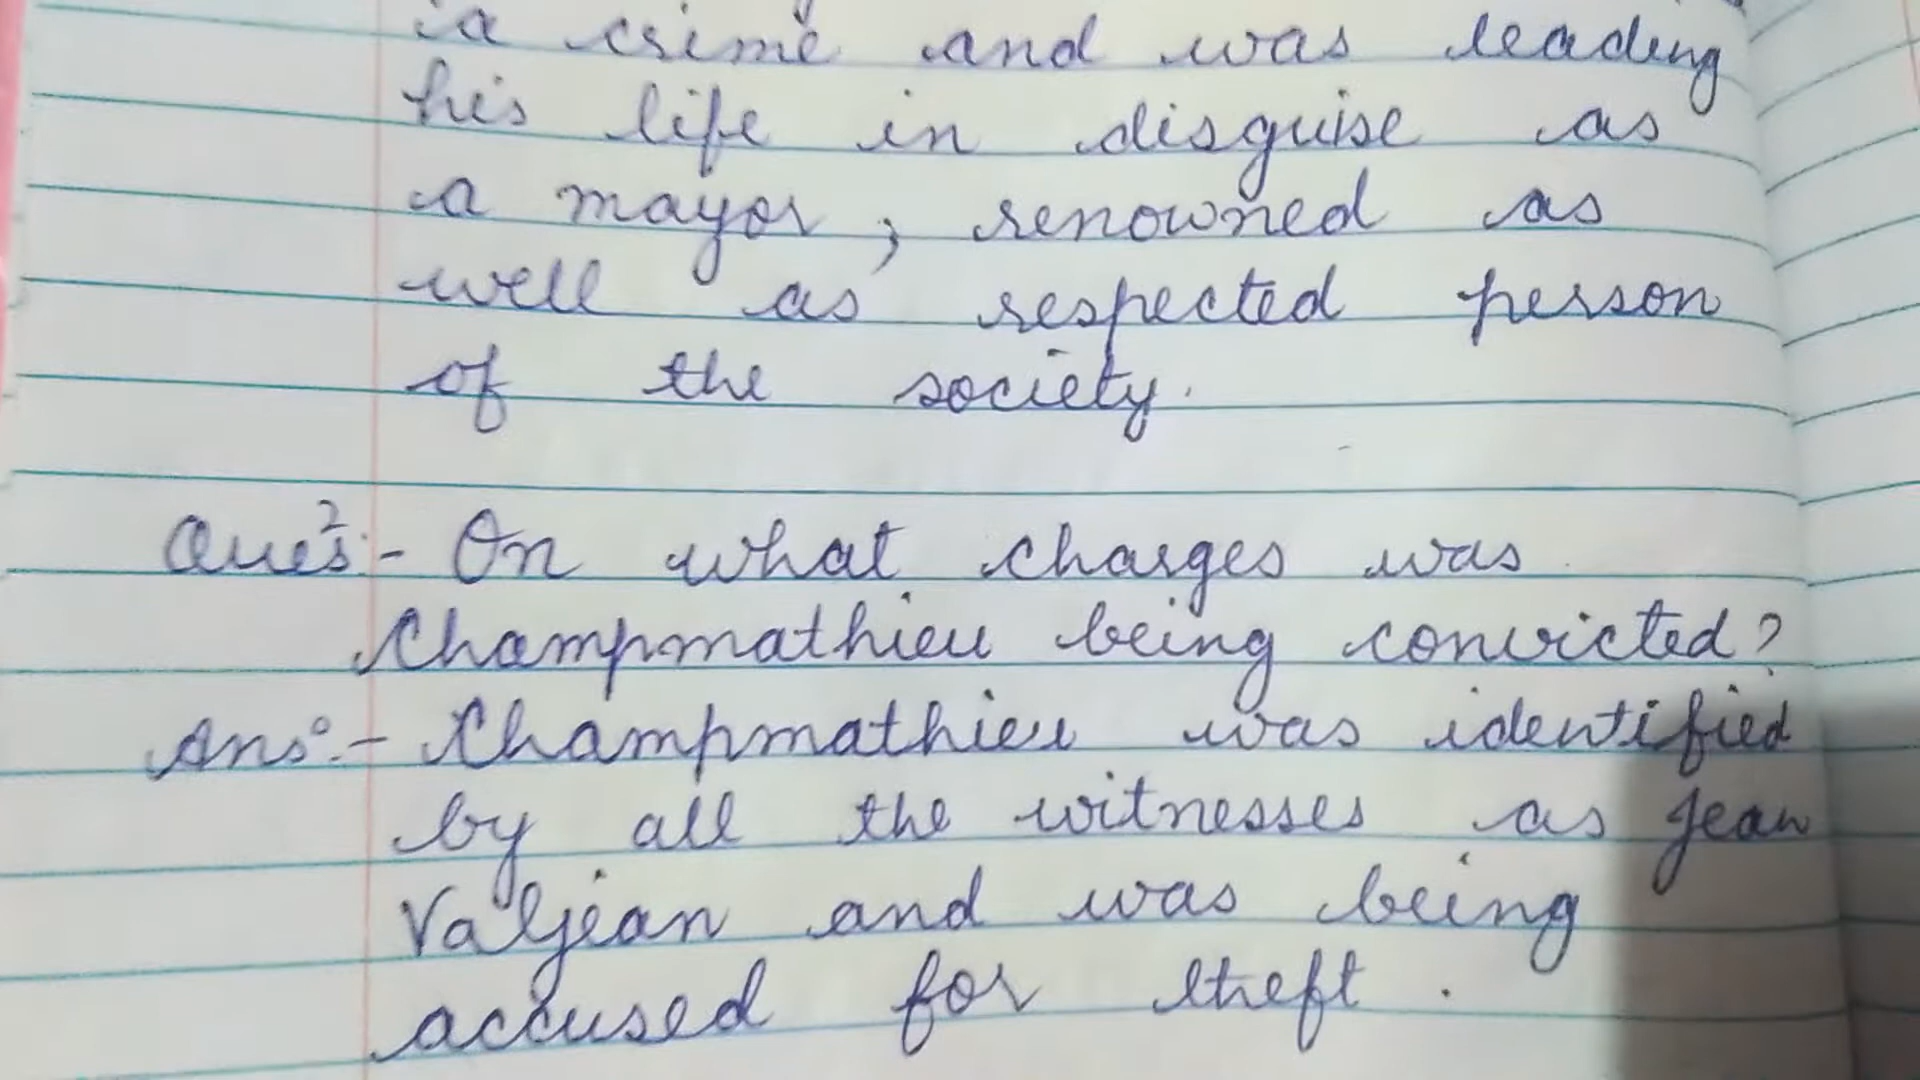 a crime and was leading
his life in disguise as
a mayor, renowned as
well as respected person
of the society.
Ques2:- On what charges was
Champmathieu being convicted?
Ans:- Champmathieu was identified
by all the witnesses as Jean
Valjean and was being
accused for theft.